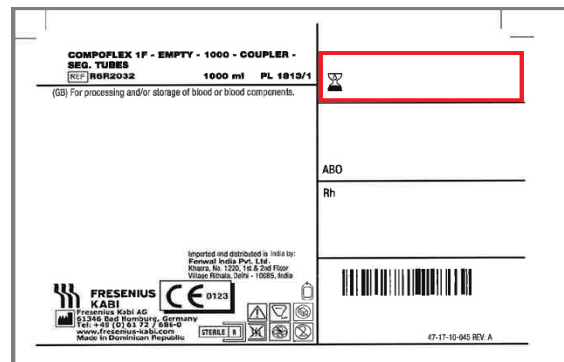 COMPOFLEX 1F - EMPTY - 1000 - COUPLER -
SEG. TUBES
REF R6R2032 1000 ml PL 1813/1
(GB) For processing and/or storage of blood or blood components.
ABO
Rh
Imported and distributed in India by:
Fenwal India Pvt. Ltd.
Khasra, No. 1220, 1st & 2nd Floor
Village Rithala, Delhi - 10085, India
FRESENIUS
KABI
CE 0123
Fresenius Kabi AG
61346 Bad Homburg, Germany
Tel: +49 (0) 61 72 / 686-0
www.fresenius-kabi.com
Made in Dominican Republic
STERILE R
47-17-10-045 REV: A